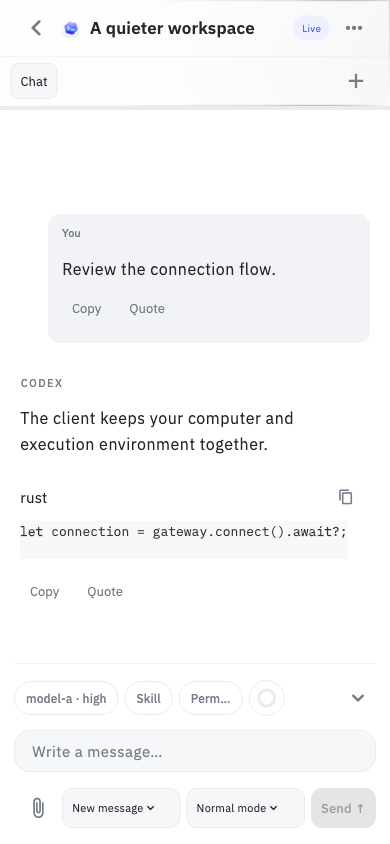 A quieter workspace
Live
Chat
You
Review the connection flow.
Copy Quote
CODEX
The client keeps your computer and
execution environment together.
rust
let connection = gateway.connect().await?;
Copy Quote
model-a · high Skill Perm...
Write a message...
New message Normal mode Send ↑